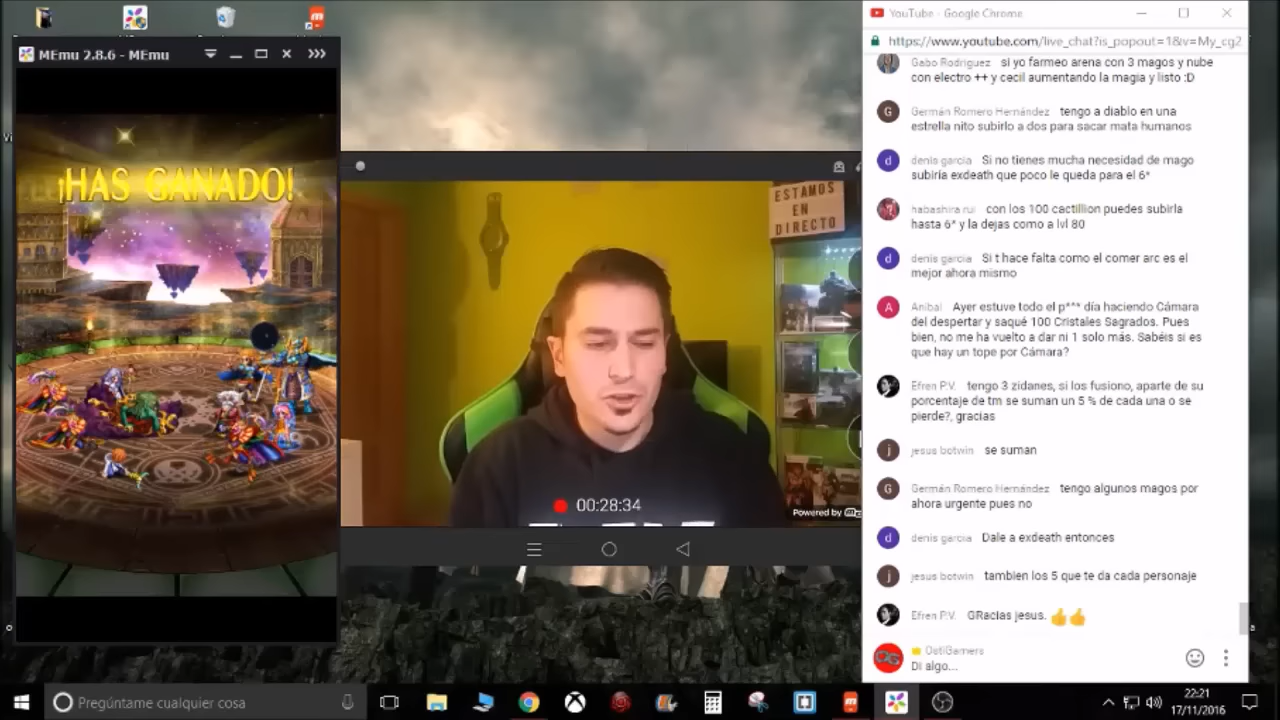 MEmu 2.8.6 - MEmu
¡HAS GANADO!
ESTAMOS
EN
DIRECTO
00:28:34
Powered by
YouTube - Google Chrome
https://www.youtube.com/live_chat?is_popout=1&v=My_cg2
Gabo Rodriguez si yo farmeo arena con 3 magos y nube
con electro ++ y cecil aumentando la magia y listo :D
Germán Romero Hernández tengo a diablo en una
estrella nito subirlo a dos para sacar mata humanos
denis garcia Si no tienes mucha necesidad de mago
subiria exdeath que poco le queda para el 6*
habashira rui con los 100 cactillion puedes subirla
hasta 6* y la dejas como a lvl 80
denis garcia Si t hace falta como el comer arc es el
mejor ahora mismo
Anibal Ayer estuve todo el p*** día haciendo Cámara
del despertar y saqué 100 Cristales Sagrados. Pues
bien, no me ha vuelto a dar ni 1 solo más. Sabéis si es
que hay un tope por Cámara?
Efren P.V. tengo 3 zidanes, si los fusiono, aparte de su
porcentaje de tm se suman un 5 % de cada una o se
pierde?, gracias
jesus botwin se suman
Germán Romero Hernández tengo algunos magos por
ahora urgente pues no
denis garcia Dale a exdeath entonces
jesus botwin tambien los 5 que te da cada personaje
Efren P.V. GRacias jesus. 👍👍
OstiGamers
Di algo...
Pregúntame cualquier cosa
22:21
17/11/2016